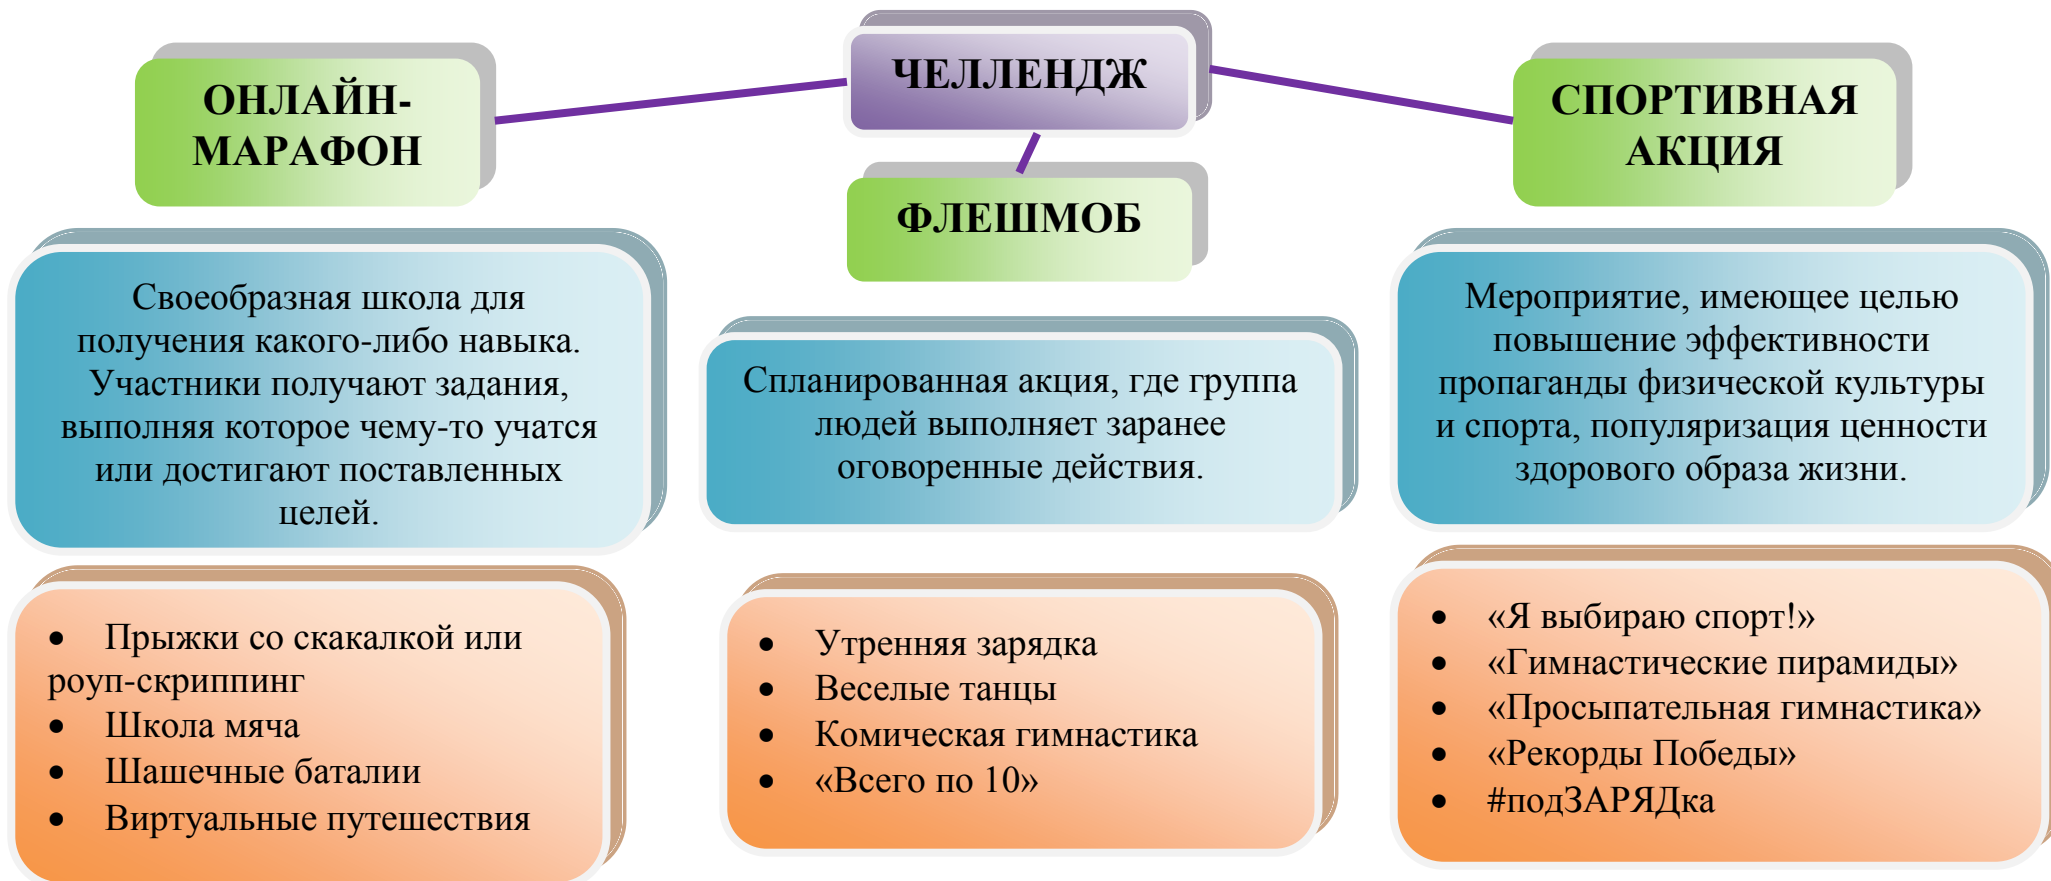 ЧЕЛЛЕНДЖ
ОНЛАЙН-
МАРАФОН
Своеобразная школа для
получения какого-либо навыка.
Участники получают задания,
выполняя которое чему-то учатся
или достигают поставленных
целей.
• Прыжки со скакалкой или
роуп-скриппинг
• Школа мяча
• Шашечные баталии
• Виртуальные путешествия
ФЛЕШМОБ
Спланированная акция, где группа
людей выполняет заранее
оговоренные действия.
• Утренняя зарядка
• Веселые танцы
• Комическая гимнастика
• «Всего по 10»
СПОРТИВНАЯ
АКЦИЯ
Мероприятие, имеющее целью
повышение эффективности
пропаганды физической культуры
и спорта, популяризация ценности
здорового образа жизни.
• «Я выбираю спорт!»
• «Гимнастические пирамиды»
• «Просыпательная гимнастика»
• «Рекорды Победы»
• #подЗАРЯДка